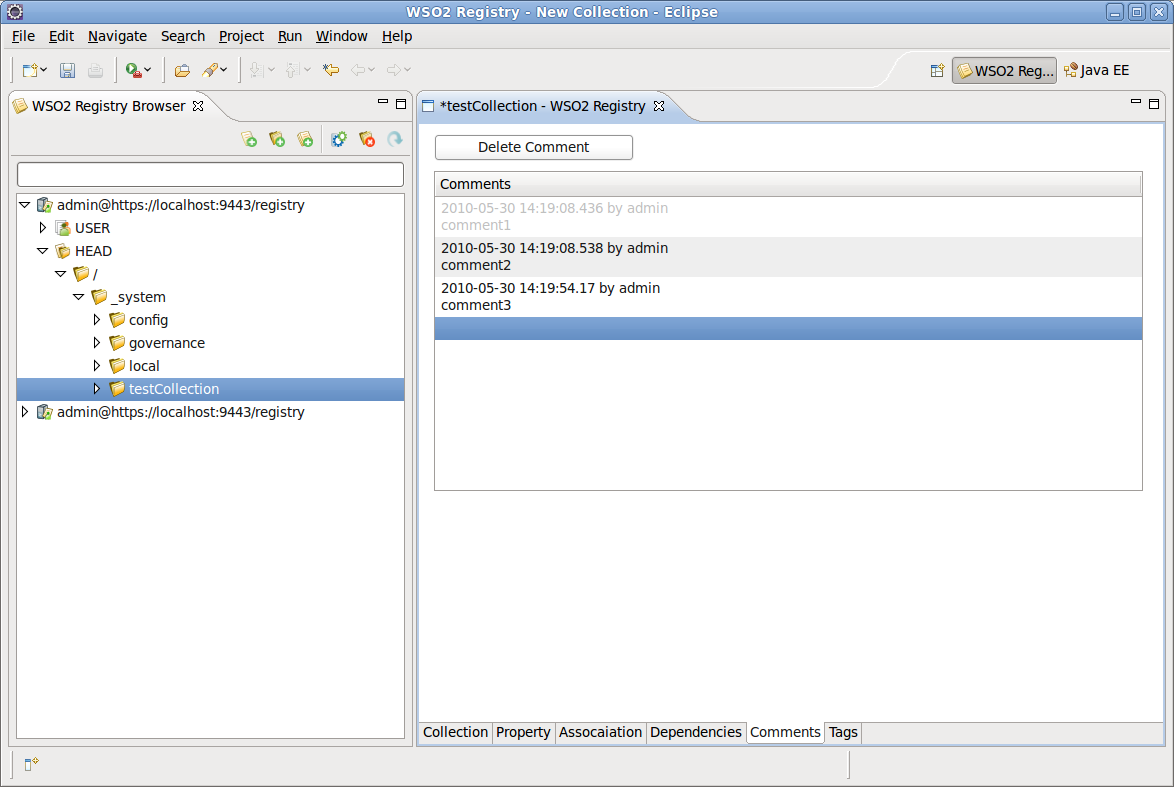 WSO2 Registry - New Collection - Eclipse
File Edit Navigate Search Project Run Window Help
WSO2 Reg... Java EE
WSO2 Registry Browser
*testCollection - WSO2 Registry
Delete Comment
Comments
2010-05-30 14:19:08.436 by admin
comment1
2010-05-30 14:19:08.538 by admin
comment2
2010-05-30 14:19:54.17 by admin
comment3
admin@https://localhost:9443/registry
USER
HEAD
/
_system
config
governance
local
testCollection
admin@https://localhost:9443/registry
Collection Property Assocaiation Dependencies Comments Tags